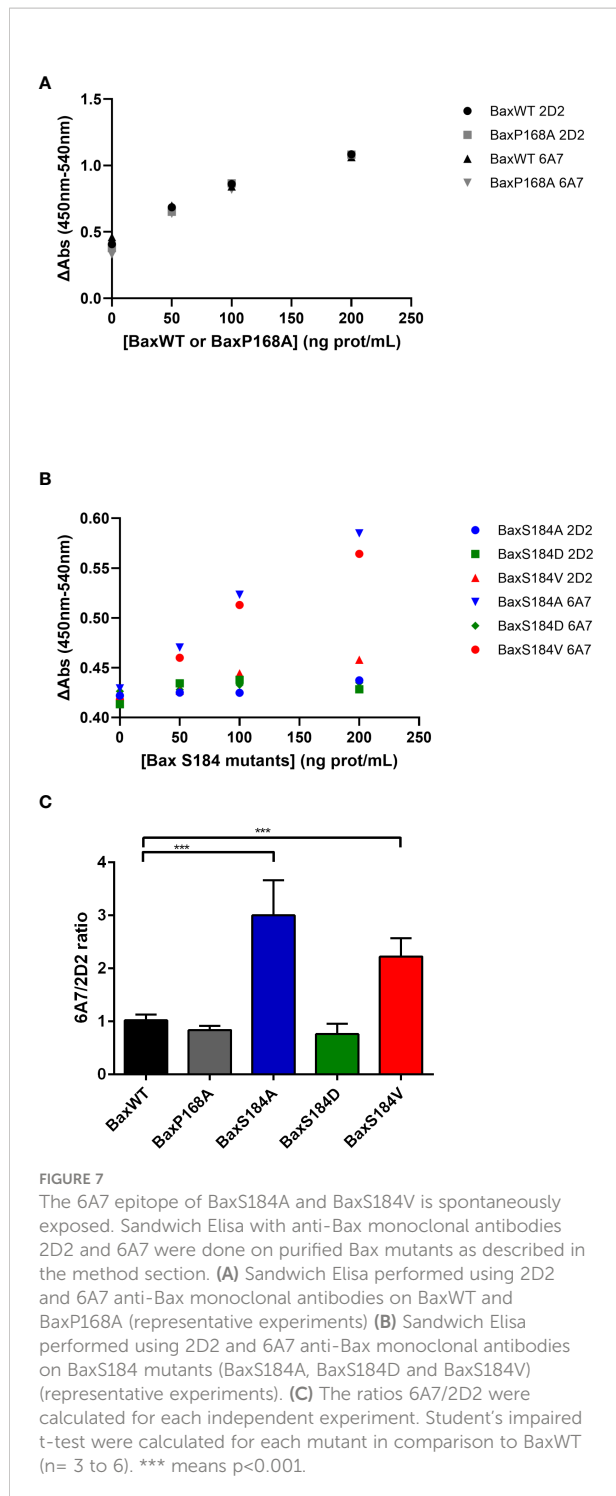 A
1.5
1.0
0.5
0.0
0 50 100 150 200 250
ΔAbs (450nm-540nm)
[BaxWT or BaxP168A] (ng prot/mL)
BaxWT 2D2
BaxP168A 2D2
BaxWT 6A7
BaxP168A 6A7
B
0.60
0.55
0.50
0.45
0.40
0 50 100 150 200 250
ΔAbs (450nm-540nm)
[Bax S184 mutants] (ng prot/mL)
BaxS184A 2D2
BaxS184D 2D2
BaxS184V 2D2
BaxS184A 6A7
BaxS184D 6A7
BaxS184V 6A7
C
***
***
4
3
2
1
0
6A7/2D2 ratio
BaxWT
BaxP168A
BaxS184A
BaxS184D
BaxS184V
FIGURE 7
The 6A7 epitope of BaxS184A and BaxS184V is spontaneously
exposed. Sandwich Elisa with anti-Bax monoclonal antibodies
2D2 and 6A7 were done on purified Bax mutants as described in
the method section. (A) Sandwich Elisa performed using 2D2
and 6A7 anti-Bax monoclonal antibodies on BaxWT and
BaxP168A (representative experiments) (B) Sandwich Elisa
performed using 2D2 and 6A7 anti-Bax monoclonal antibodies
on BaxS184 mutants (BaxS184A, BaxS184D and BaxS184V)
(representative experiments). (C) The ratios 6A7/2D2 were
calculated for each independent experiment. Student's impaired
t-test were calculated for each mutant in comparison to BaxWT
(n= 3 to 6). *** means p<0.001.